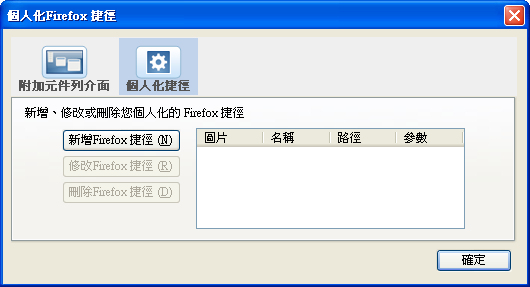 個人化Firefox 捷徑
附加元件列介面 個人化捷徑
新增、修改或刪除您個人化的 Firefox 捷徑
新增Firefox 捷徑 (N)
修改Firefox 捷徑 (R)
刪除Firefox 捷徑 (D)
圖片 名稱 路徑 參數
確定